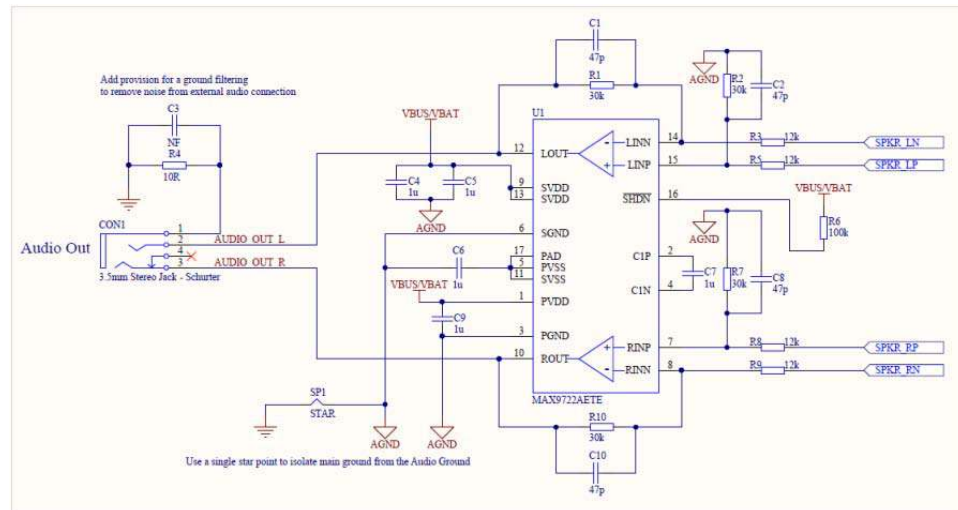 C1
47p
R1
30k
Add provision for a ground filtering
to remove noise from external audio connection
C3
NF
R4
10R
CON1
Audio Out
1
2
4
3
AUDIO OUT L
AUDIO OUT R
3.5mm Stereo Jack - Schurter
VBUS/VBAT
C4
1u
C5
1u
AGND
C6
1u
VBUS/VBAT
C9
1u
SP1
STAR
AGND
AGND
Use a single star point to isolate main ground from the Audio Ground
U1
12
LOUT
9
SVDD
13
SVDD
6
SGND
17
PAD
5
PVSS
11
SVSS
1
PVDD
3
PGND
10
ROUT
-
+
LINN
14
LINP
15
SHDN
16
C1P
2
C1N
4
+
-
RINP
7
RINN
8
MAX9722AETE
R10
30k
C10
47p
AGND
R2
30k
C2
47p
R3
12k
SPKR_LN
R5
12k
SPKR_LP
VBUS/VBAT
R6
100k
AGND
C7
1u
R7
30k
C8
47p
R8
12k
SPKR_RP
R9
12k
SPKR_RN